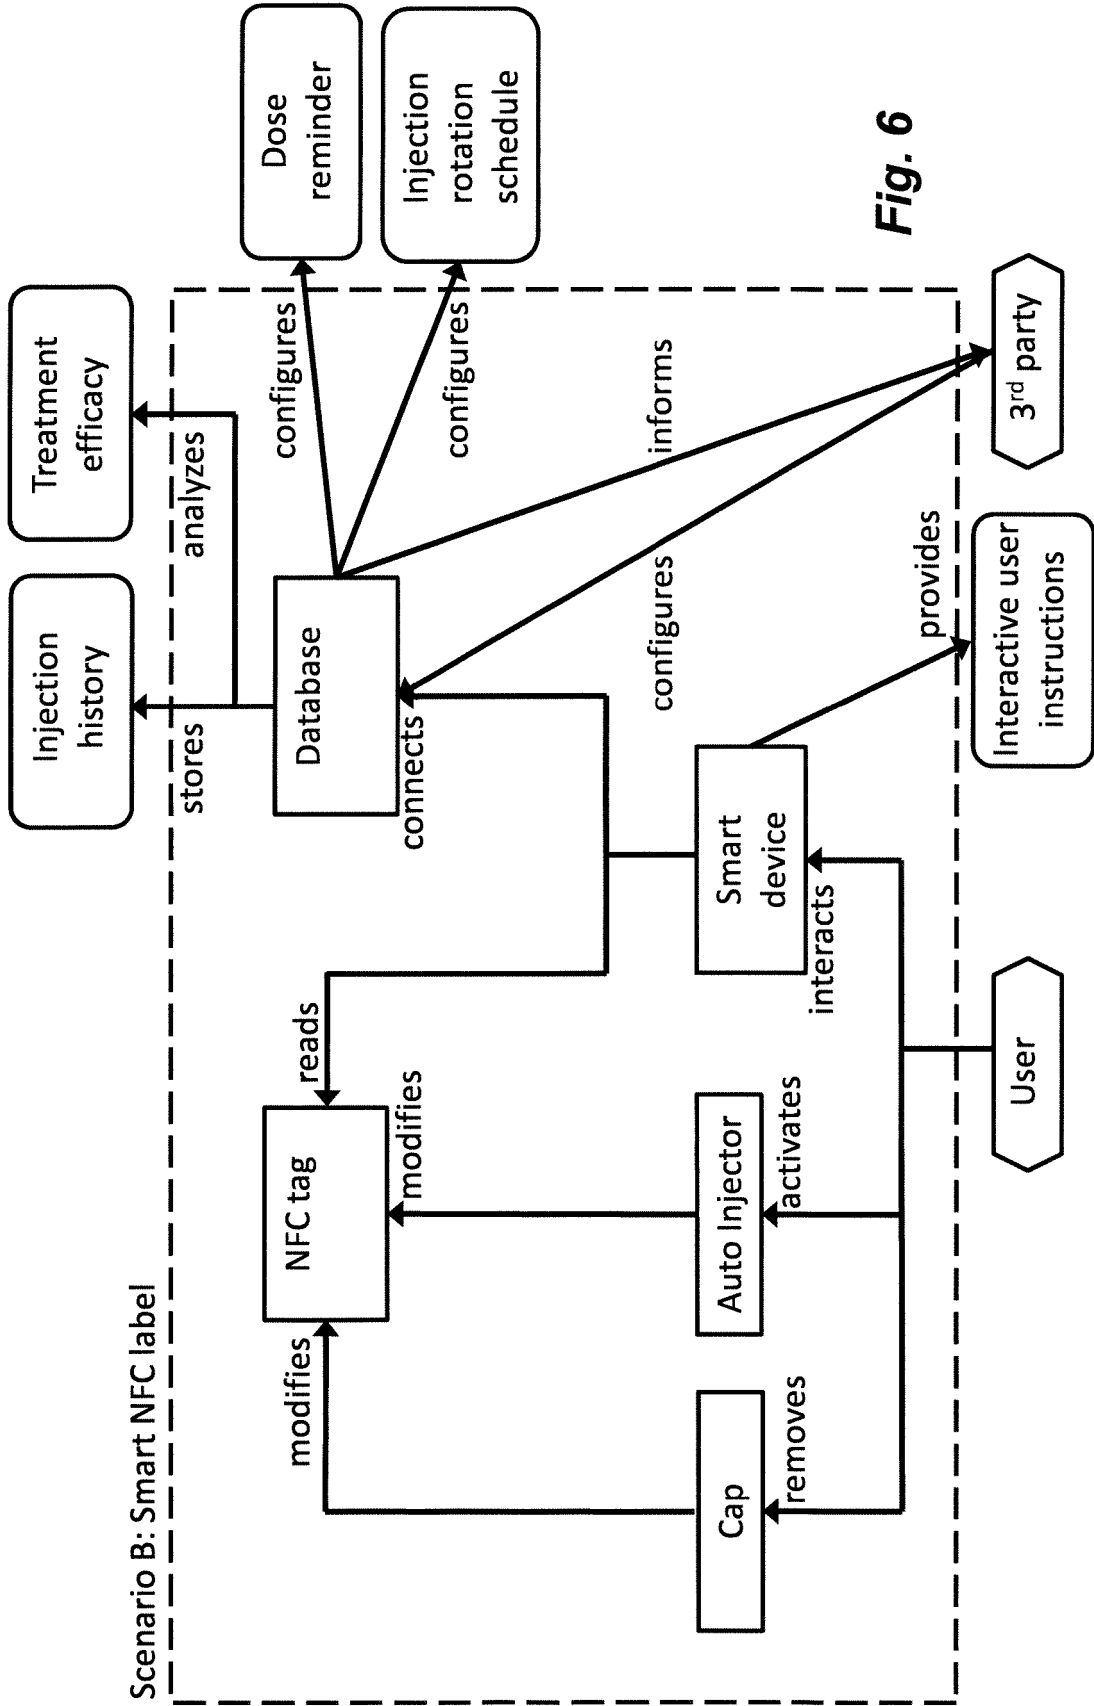 Scenario B: Smart NFC label
Injection
history
Treatment
efficacy
stores
analyzes
modifies
NFC tag
reads
Database
configures
Dose
reminder
modifies
connects
configures
Injection
rotation
schedule
Cap
Auto Injector
Smart
device
configures
informs
removes
activates
interacts
provides
Fig. 6
User
Interactive user
instructions
3rd party